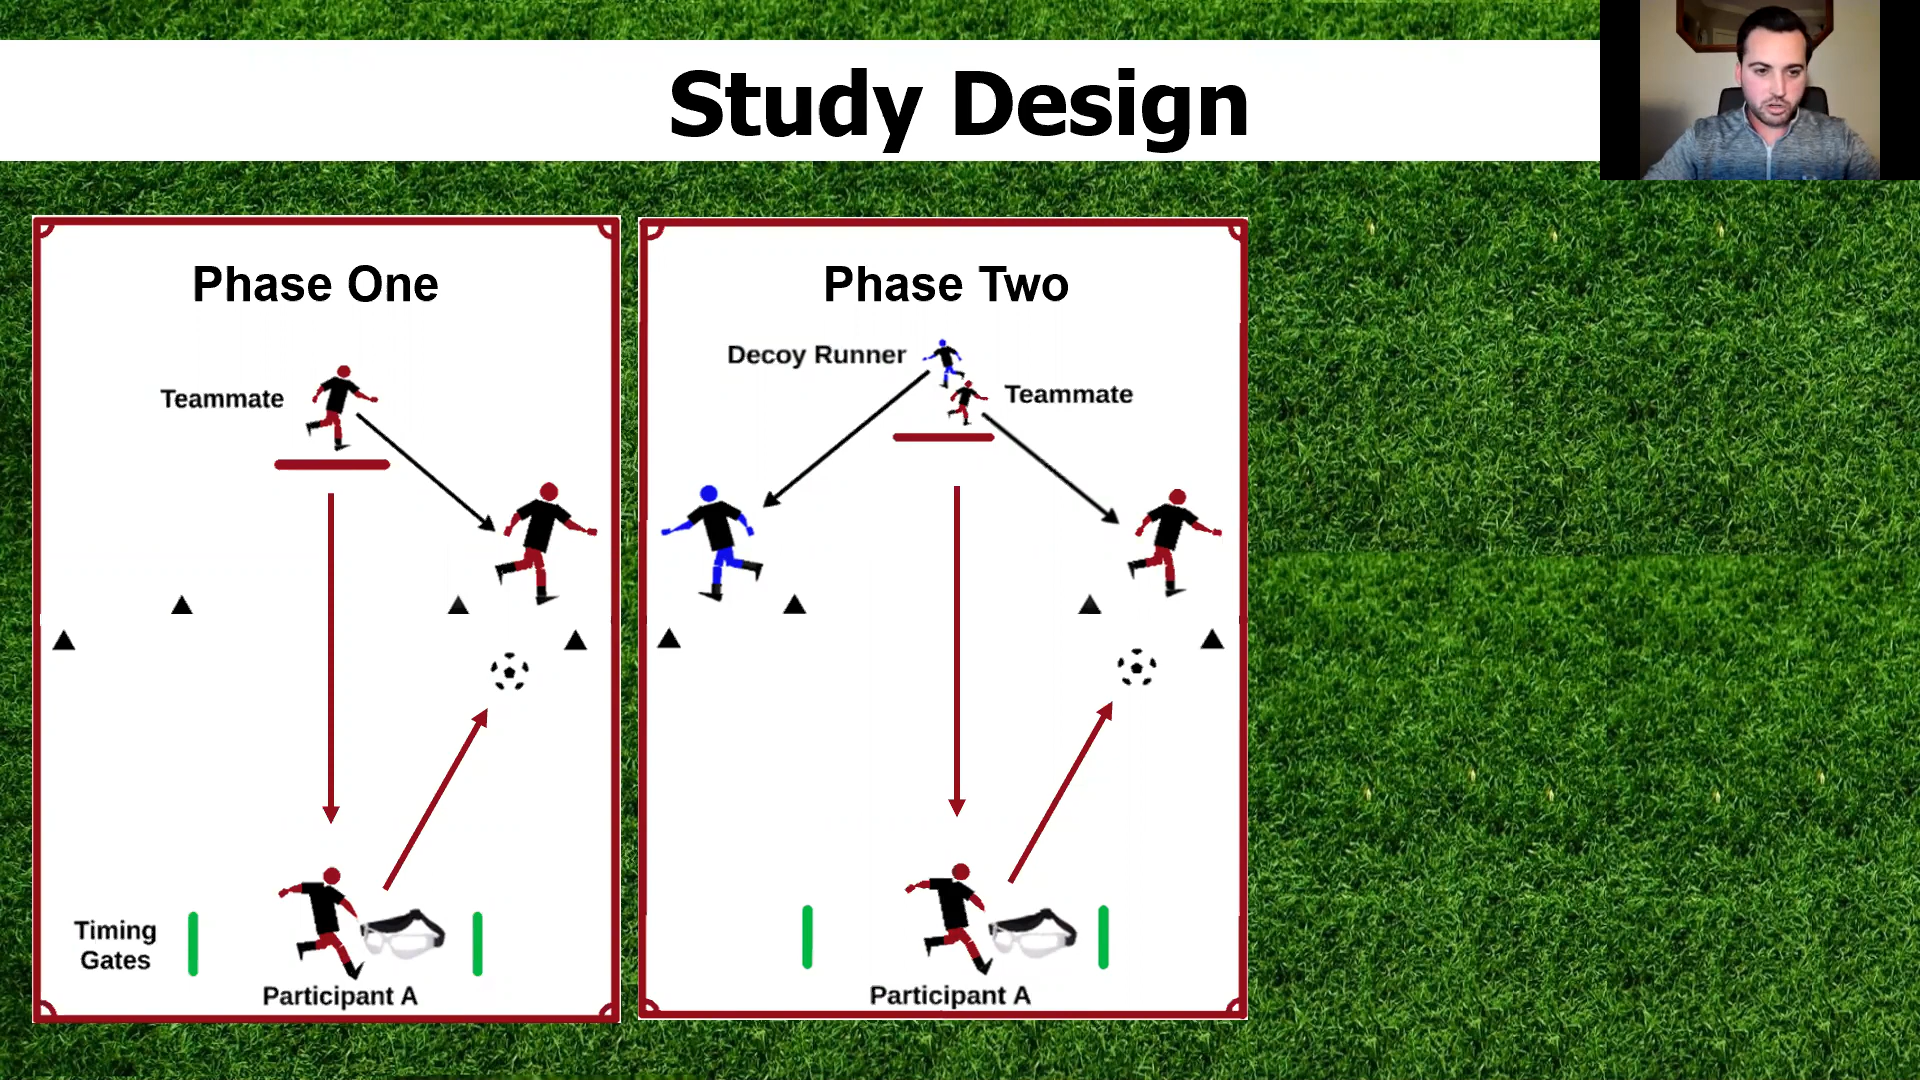 Study Design
Phase One
Teammate
Timing
Gates
Participant A
Phase Two
Decoy Runner
Teammate
Participant A